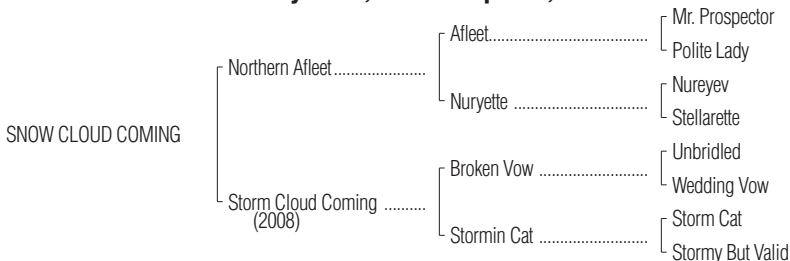 Mr. Prospector
Afleet
Polite Lady
Northern Afleet
Nureyev
Nuryette
Stellarette
SNOW CLOUD COMING
Unbridled
Broken Vow
Wedding Vow
Storm Cloud Coming
(2008)
Storm Cat
Stormin Cat
Stormy But Valid